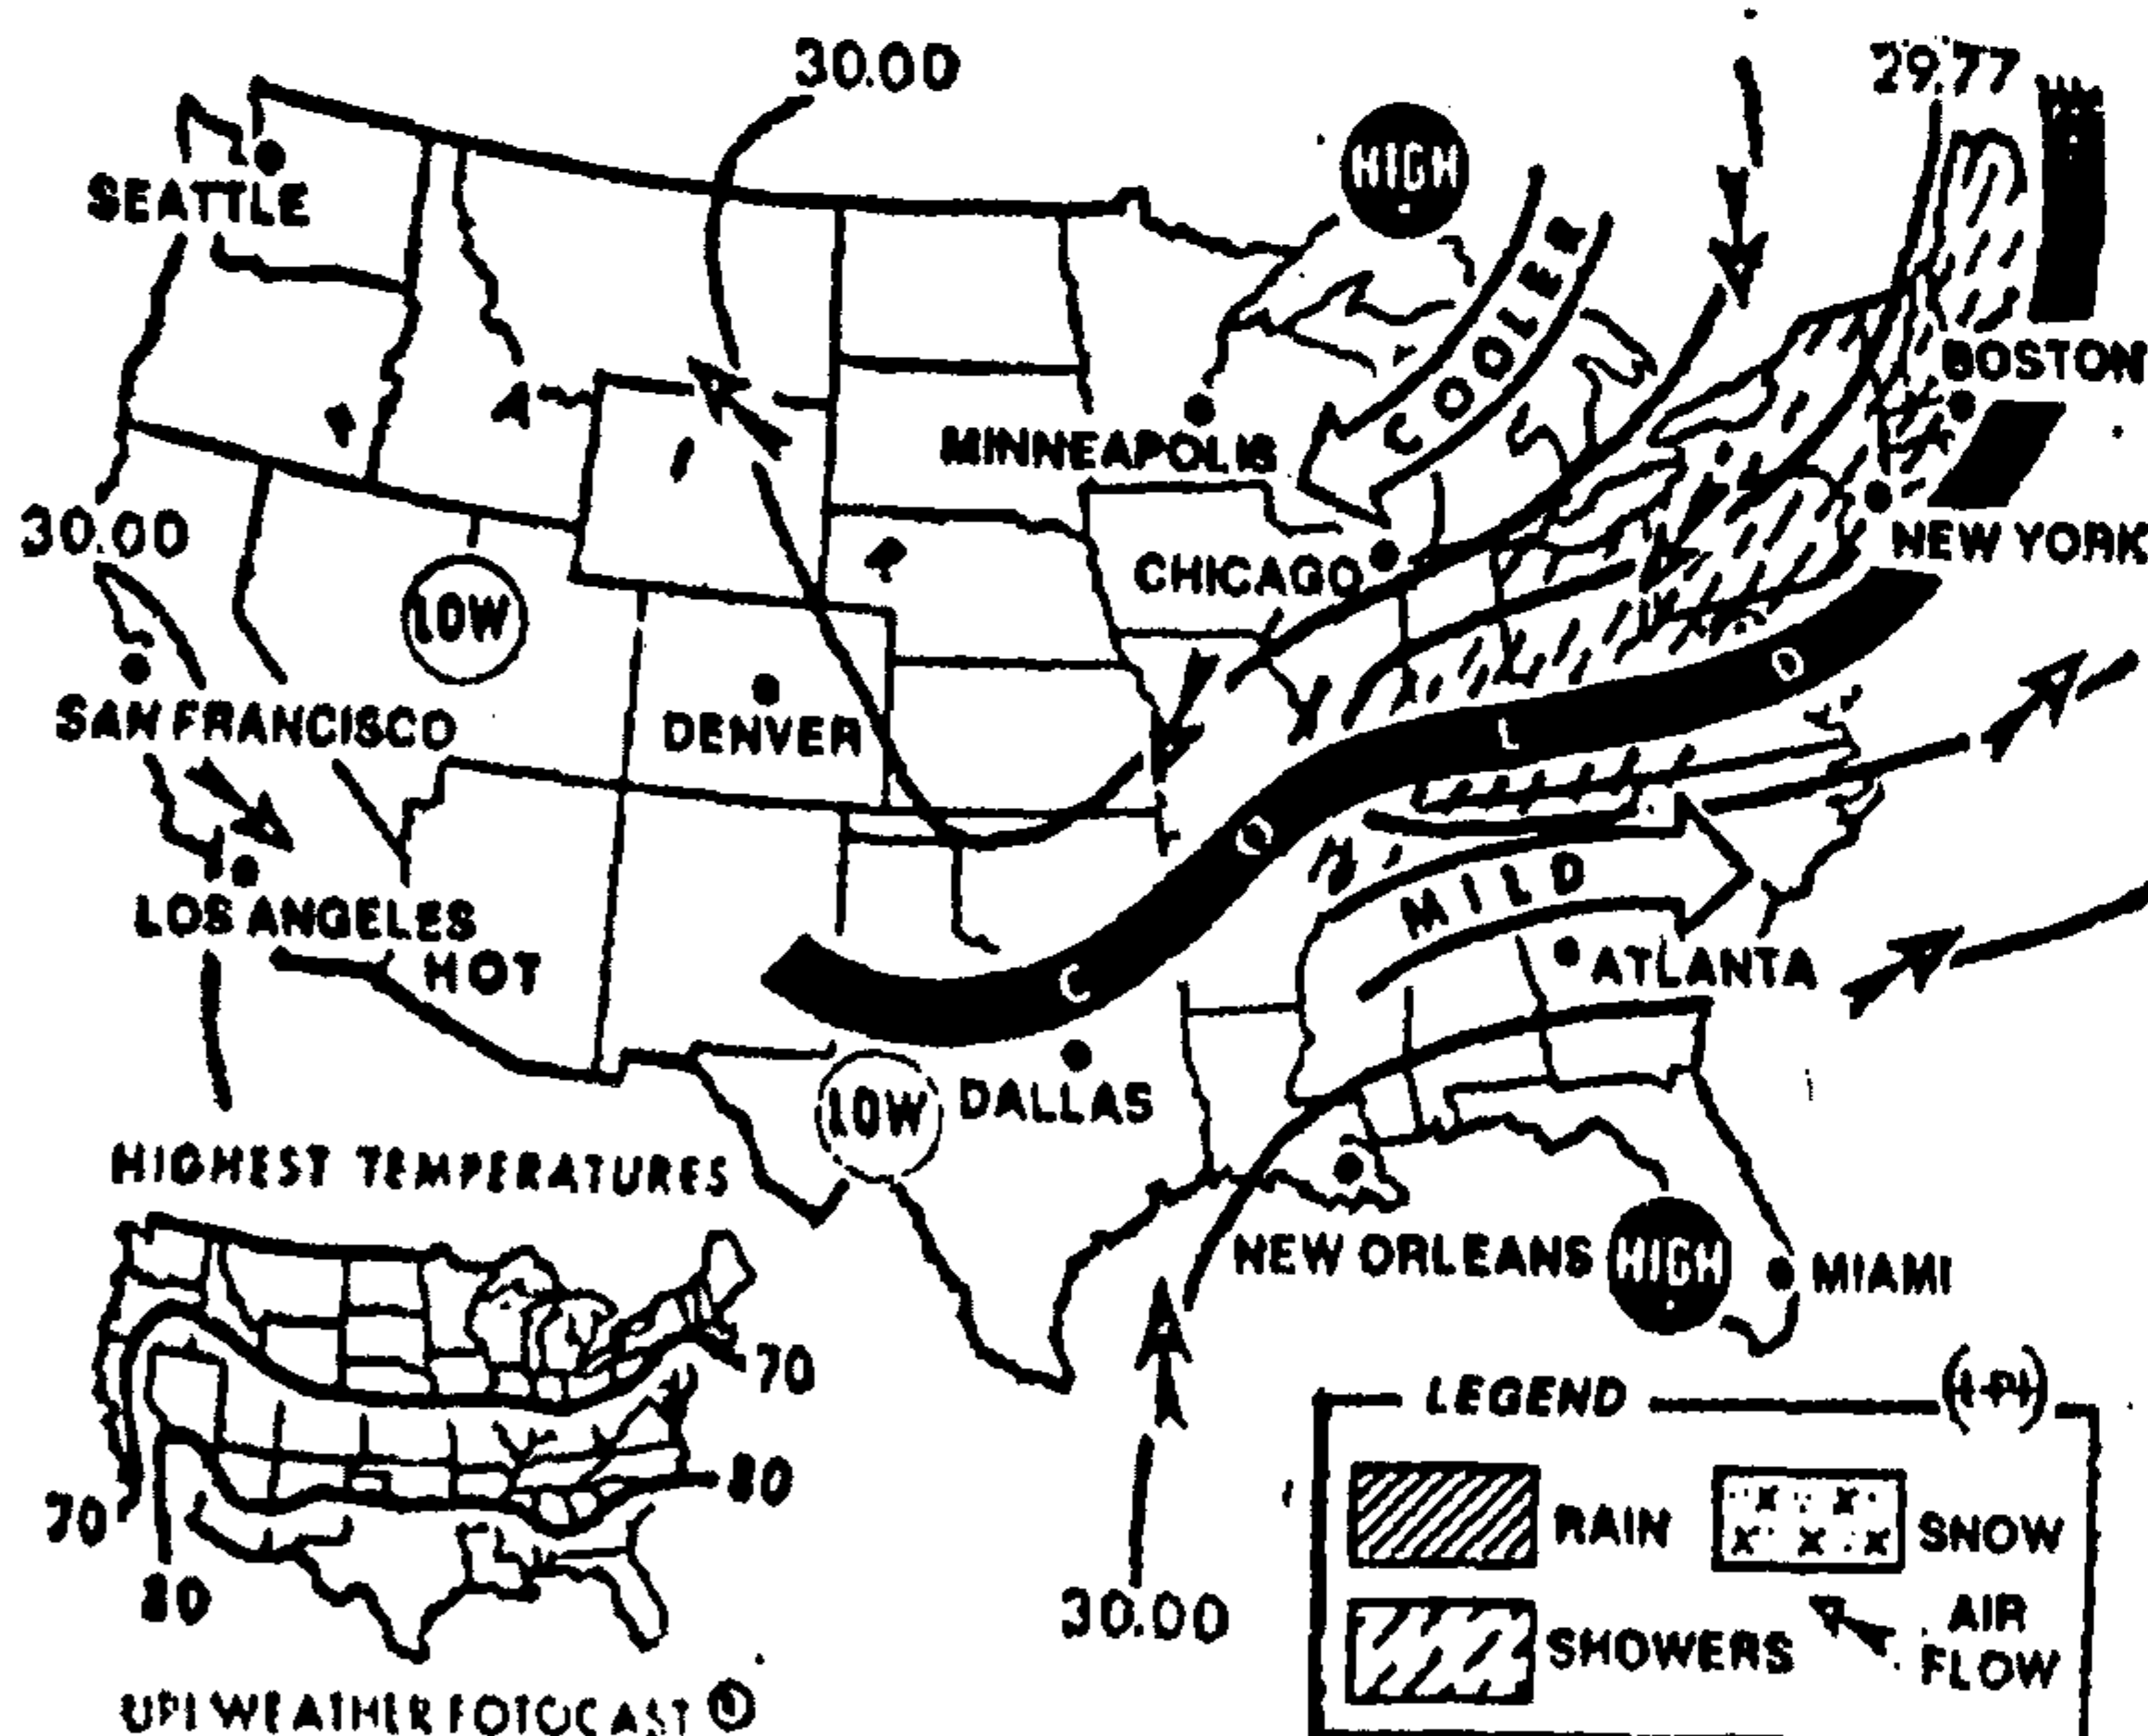 30.00
29.77
HIGH
SEATTLE
COOLER
BOSTON
MINNEAPOLIS
30.00
NEW YORK
CHICAGO
LOW
SAN FRANCISCO
DENVER
COLD
MILD
LOS ANGELES
HOT
ATLANTA
LOW
DALLAS
HIGHEST TEMPERATURES
NEW ORLEANS
HIGH
MIAMI
70
80
70
80
30.00
LEGEND
RAIN
SNOW
SHOWERS
AIR
FLOW
UPI WEATHER FOTOCAST